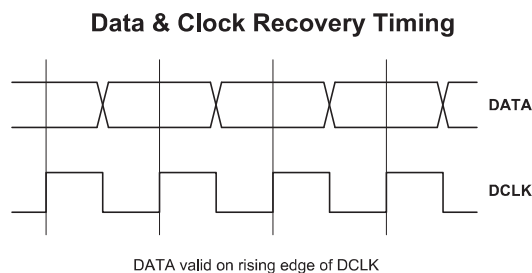 Data & Clock Recovery Timing
DATA
DCLK
DATA valid on rising edge of DCLK